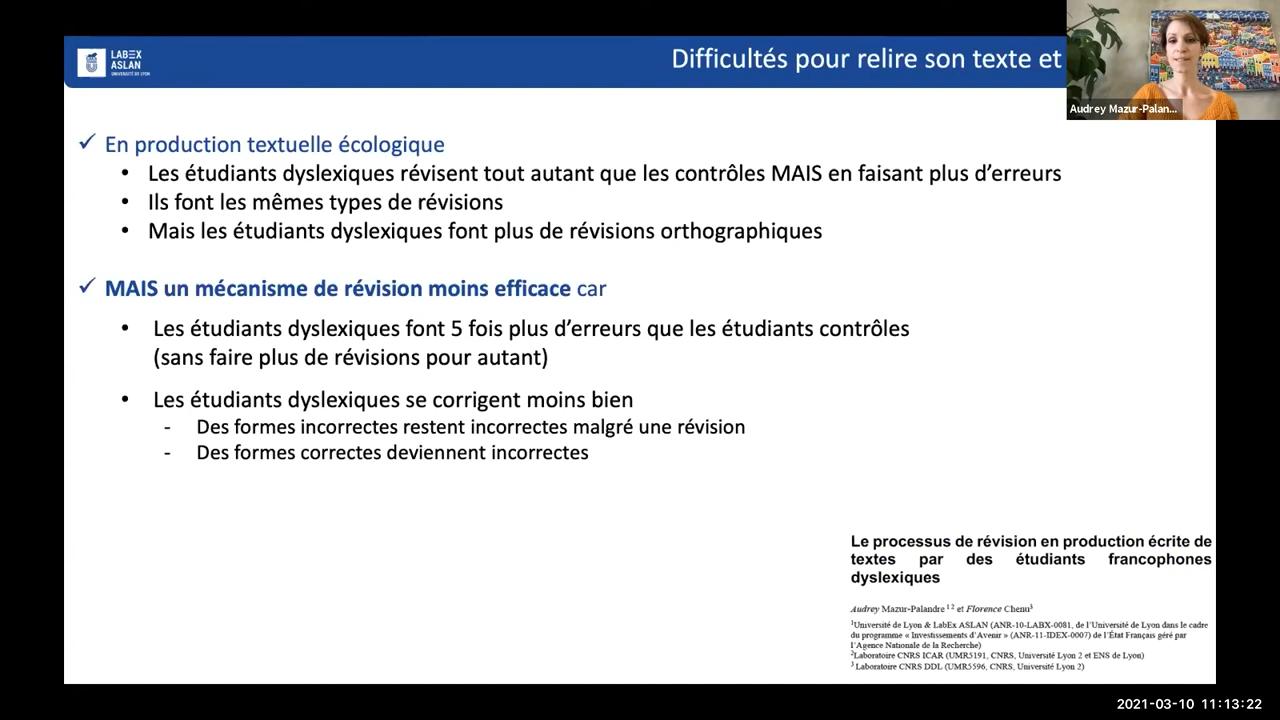 LABEX
ASLAN
UNIVERSITÉ DE LYON
Difficultés pour relire son texte et
Audrey Mazur-Palan...
✓ En production textuelle écologique
• Les étudiants dyslexiques révisent tout autant que les contrôles MAIS en faisant plus d’erreurs
• Ils font les mêmes types de révisions
• Mais les étudiants dyslexiques font plus de révisions orthographiques
✓ MAIS un mécanisme de révision moins efficace car
• Les étudiants dyslexiques font 5 fois plus d’erreurs que les étudiants contrôles
(sans faire plus de révisions pour autant)
• Les étudiants dyslexiques se corrigent moins bien
- Des formes incorrectes restent incorrectes malgré une révision
- Des formes correctes deviennent incorrectes
Le processus de révision en production écrite de
textes par des étudiants francophones
dyslexiques
Audrey Mazur-Palandre 1 2 et Florence Chenu3
1Université de Lyon & LabEx ASLAN (ANR-10-LABX-0081, de l’Université de Lyon dans le cadre
du programme « Investissements d’Avenir » (ANR-11-IDEX-0007) de l’État Français géré par
l’Agence Nationale de la Recherche)
2Laboratoire CNRS ICAR (UMR5191, CNRS, Université Lyon 2 et ENS de Lyon)
3 Laboratoire CNRS DDL (UMR5596, CNRS, Université Lyon 2)
2021-03-10 11:13:22